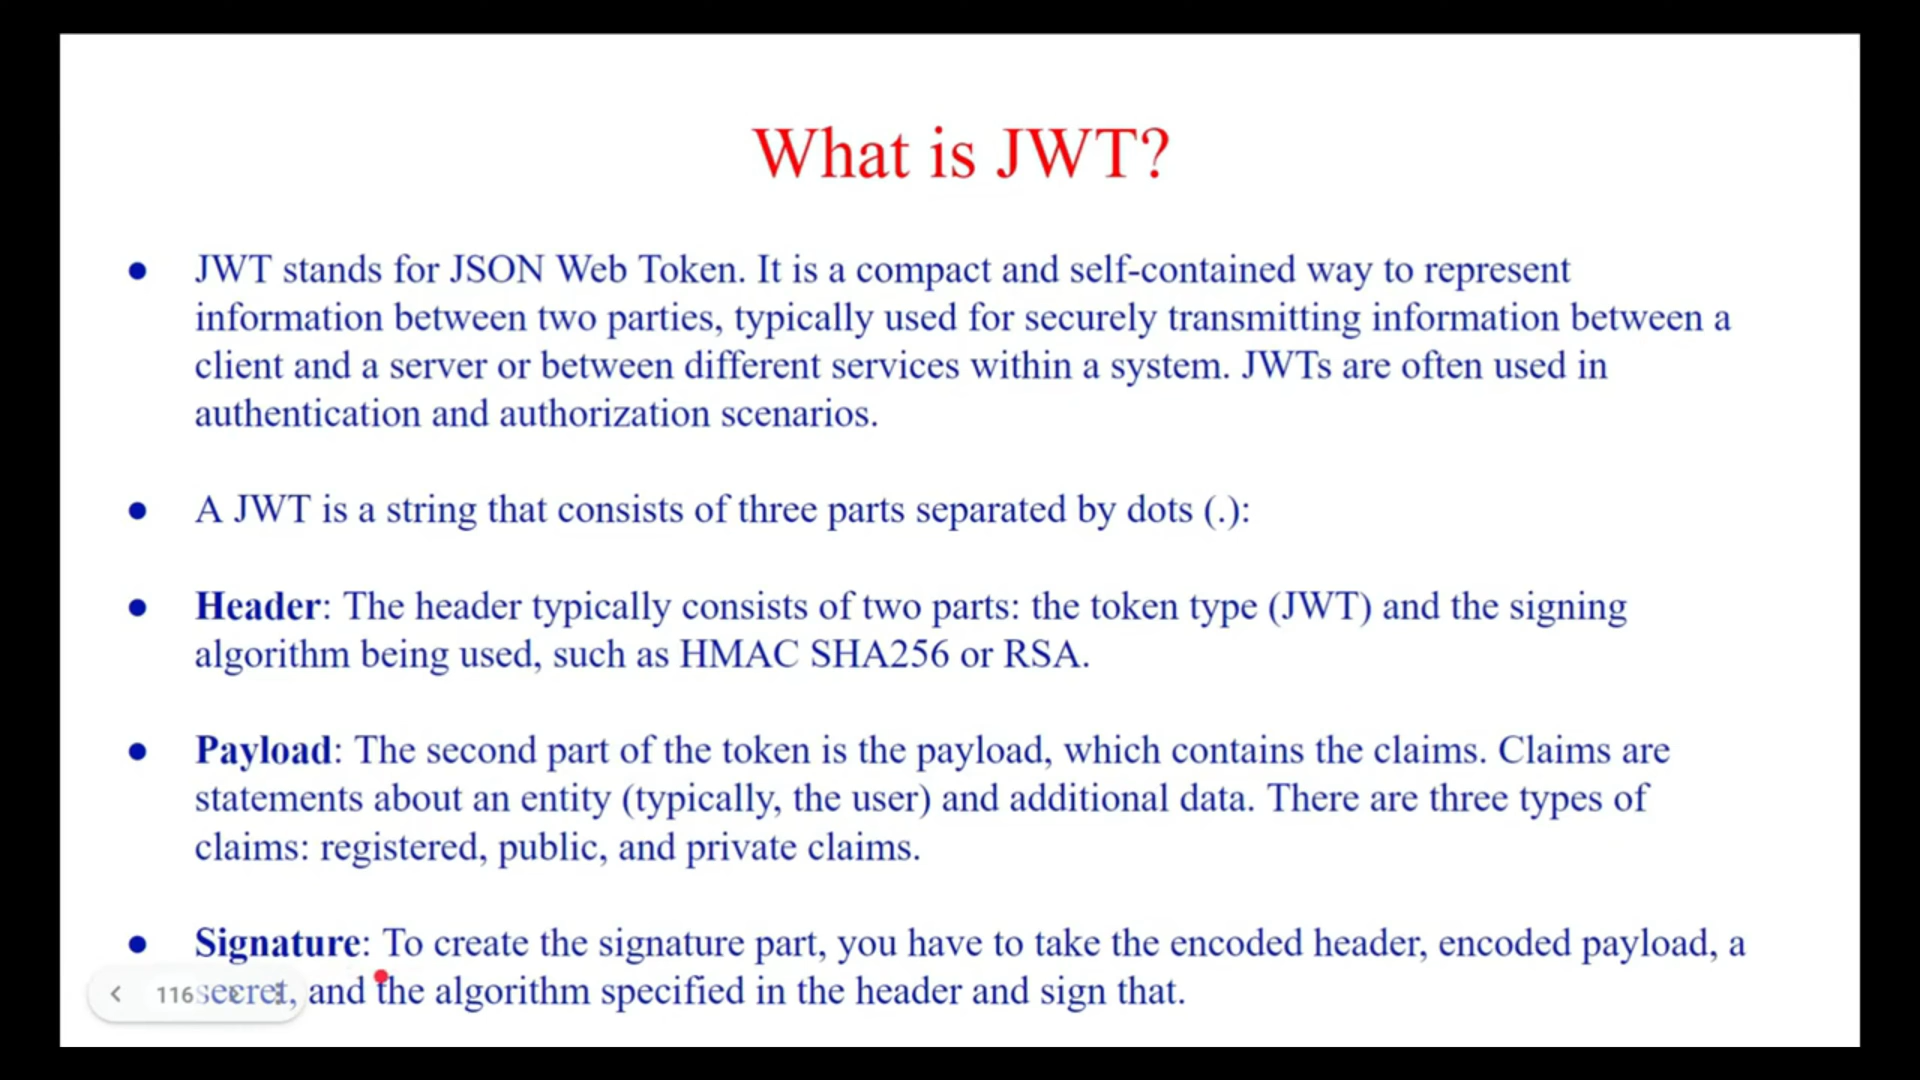 What is JWT?
● JWT stands for JSON Web Token. It is a compact and self-contained way to represent
information between two parties, typically used for securely transmitting information between a
client and a server or between different services within a system. JWTs are often used in
authentication and authorization scenarios.
● A JWT is a string that consists of three parts separated by dots (.):
● Header: The header typically consists of two parts: the token type (JWT) and the signing
algorithm being used, such as HMAC SHA256 or RSA.
● Payload: The second part of the token is the payload, which contains the claims. Claims are
statements about an entity (typically, the user) and additional data. There are three types of
claims: registered, public, and private claims.
● Signature: To create the signature part, you have to take the encoded header, encoded payload, a
secret, and the algorithm specified in the header and sign that.
116